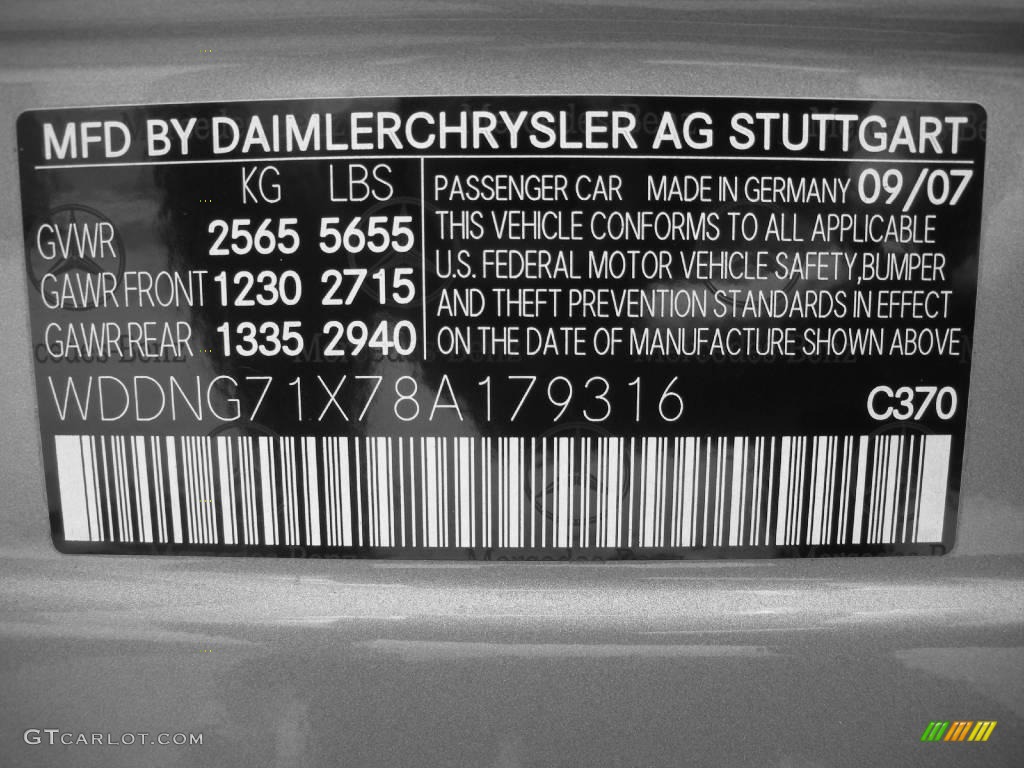 MFD BY DAIMLERCHRYSLER AG STUTTGART
KG LBS
GVWR 2565 5655
GAWR FRONT 1230 2715
GAWR REAR 1335 2940
PASSENGER CAR MADE IN GERMANY 09/07
THIS VEHICLE CONFORMS TO ALL APPLICABLE
U.S. FEDERAL MOTOR VEHICLE SAFETY,BUMPER
AND THEFT PREVENTION STANDARDS IN EFFECT
ON THE DATE OF MANUFACTURE SHOWN ABOVE
WDDNG71X78A179316 C370
Mercedes-Benz
GTCARLOT.COM